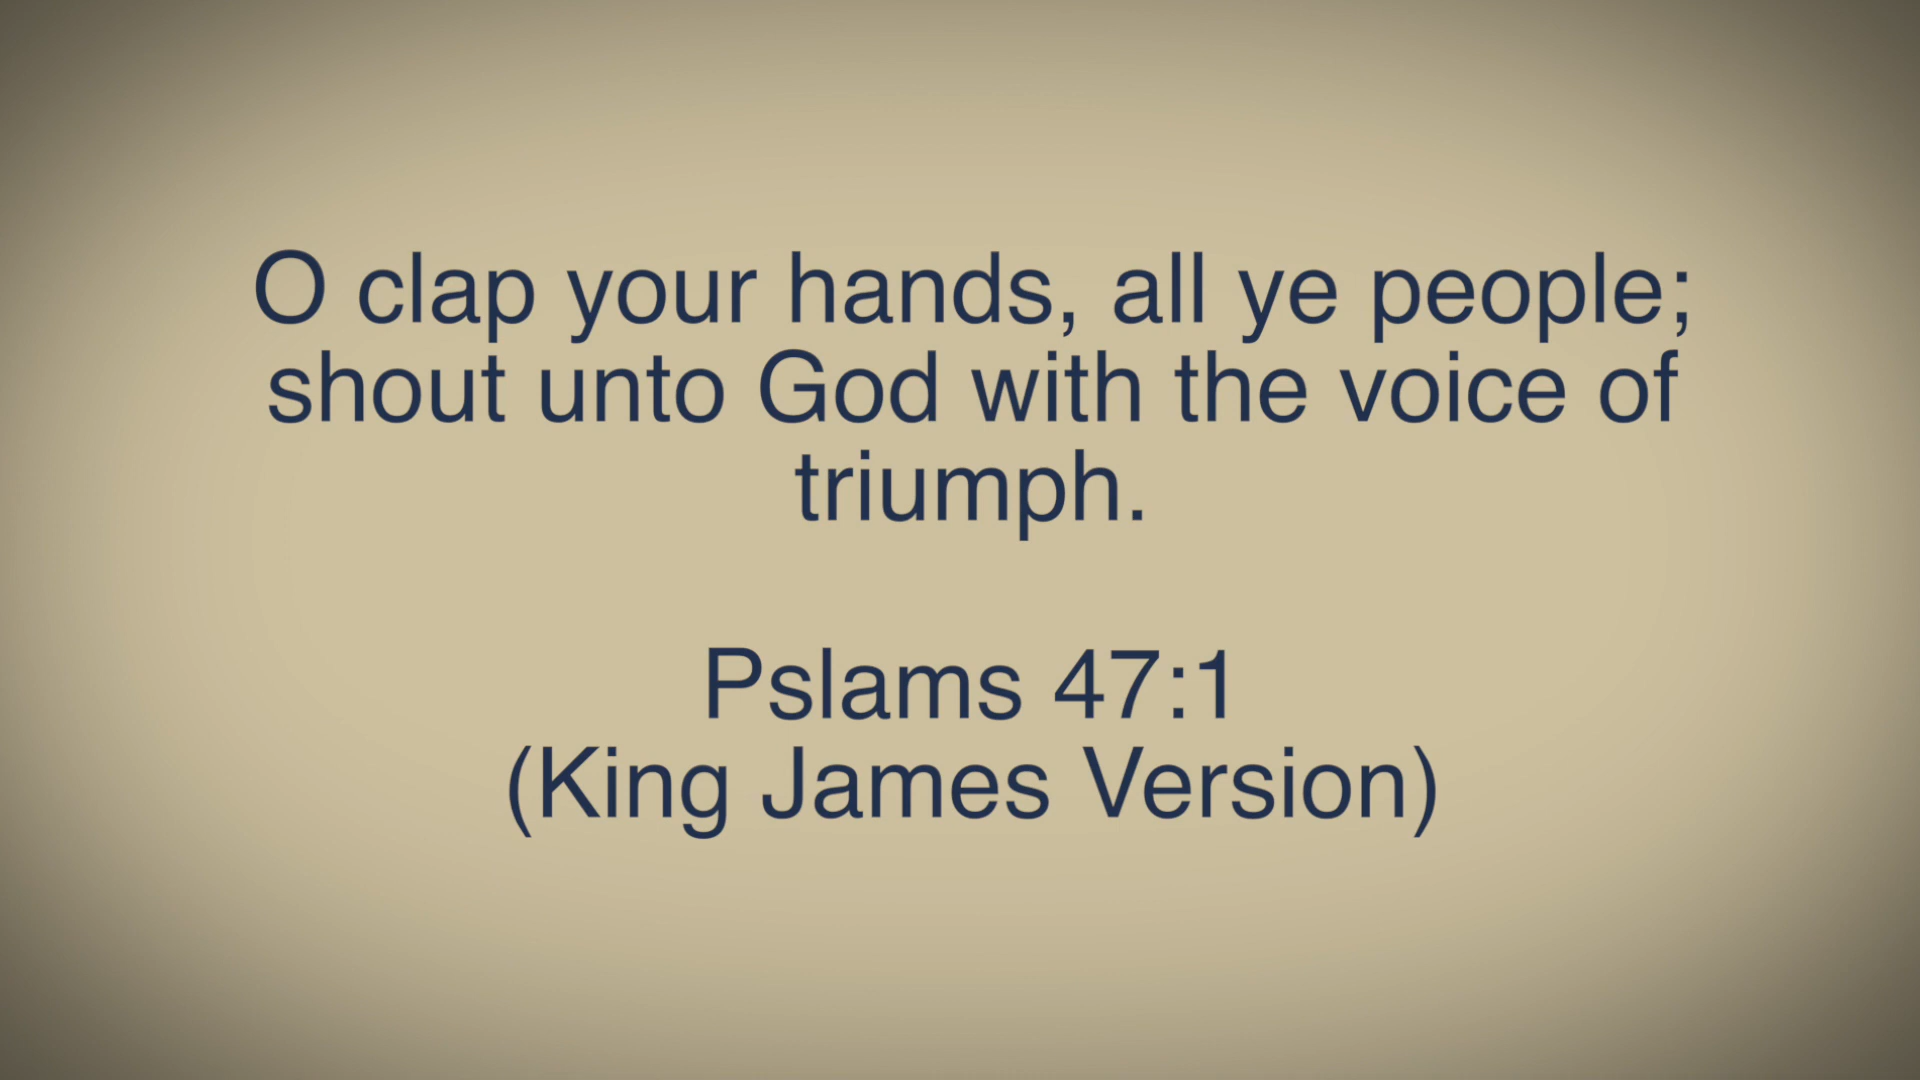 O clap your hands, all ye people;
shout unto God with the voice of
triumph.
Pslams 47:1
(King James Version)